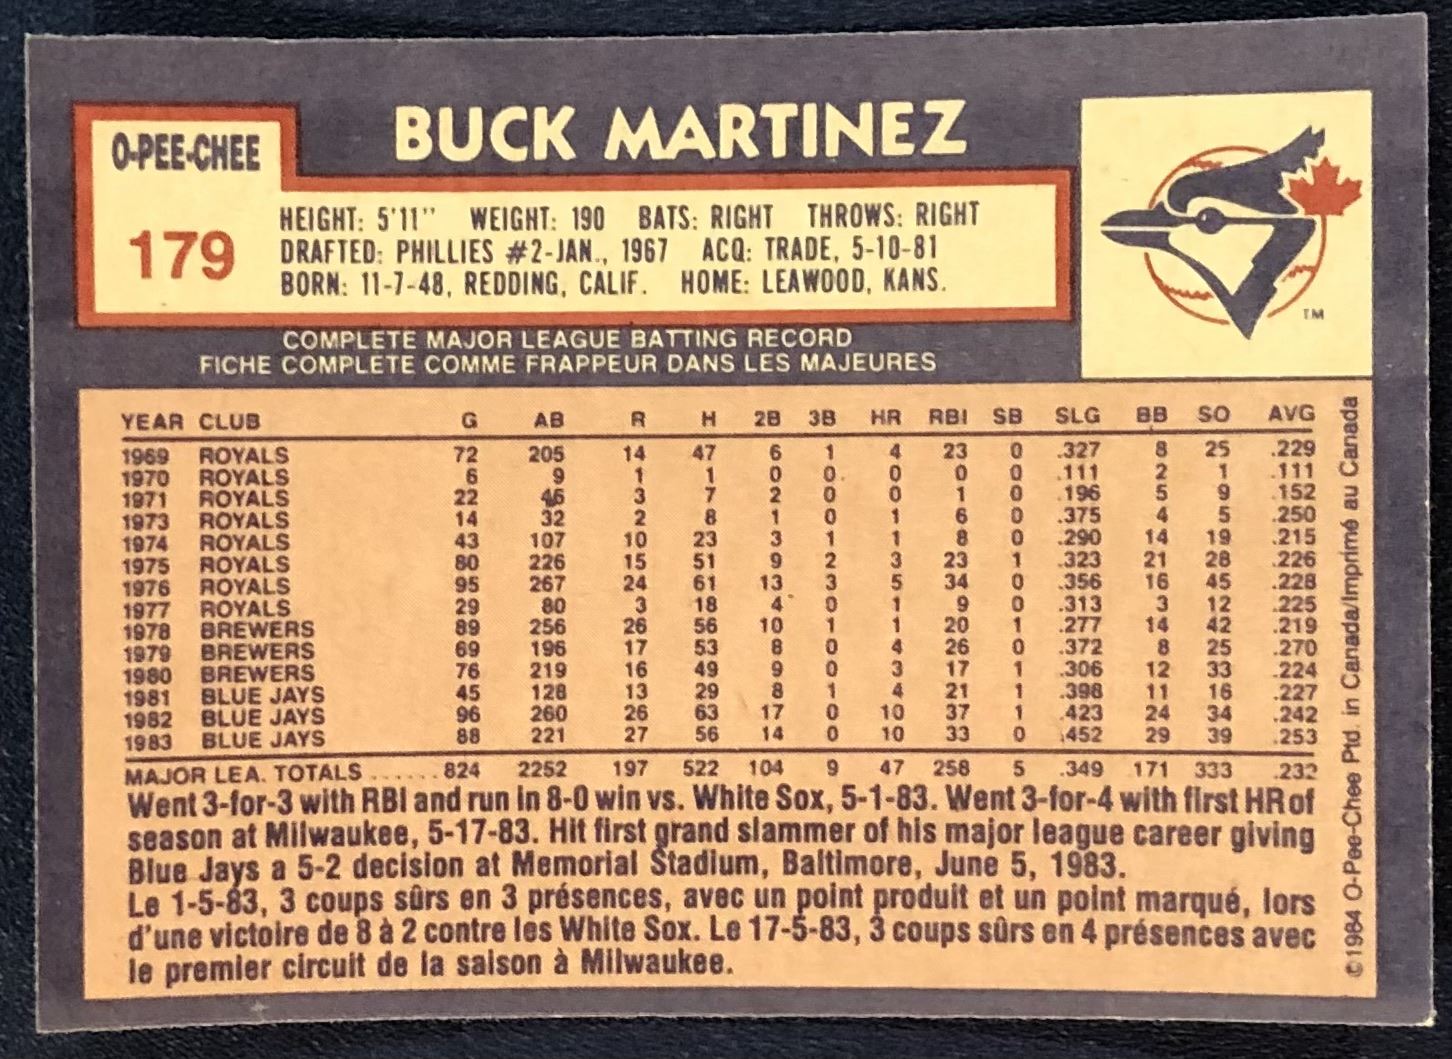 BUCK MARTINEZ
O-PEE-CHEE
179
HEIGHT: 5'11" WEIGHT: 190 BATS: RIGHT THROWS: RIGHT
DRAFTED: PHILLIES #2-JAN., 1967 ACQ: TRADE, 5-10-81
BORN: 11-7-48, REDDING, CALIF. HOME: LEAWOOD, KANS.
TM
COMPLETE MAJOR LEAGUE BATTING RECORD
FICHE COMPLETE COMME FRAPPEUR DANS LES MAJEURES
YEAR CLUB G AB R H 2B 3B HR RBI SB SLG BB SO AVG
1969 ROYALS 72 205 14 47 6 1 4 23 0 .327 8 25 .229
1970 ROYALS 6 9 1 1 0 0 0 0 0 .111 2 1 .111
1971 ROYALS 22 46 3 7 2 0 0 1 0 .196 5 9 .152
1973 ROYALS 14 32 2 8 1 0 1 6 0 .375 4 5 .250
1974 ROYALS 43 107 10 23 3 1 1 8 0 .290 14 19 .215
1975 ROYALS 80 226 15 51 9 2 3 23 1 .323 21 28 .226
1976 ROYALS 95 267 24 61 13 3 5 34 0 .356 16 45 .228
1977 ROYALS 29 80 3 18 4 0 1 9 0 .313 3 12 .225
1978 BREWERS 89 256 26 56 10 1 1 20 1 .277 14 42 .219
1979 BREWERS 69 196 17 53 8 0 4 26 0 .372 8 25 .270
1980 BREWERS 76 219 16 49 9 0 3 17 1 .306 12 33 .224
1981 BLUE JAYS 45 128 13 29 8 1 4 21 1 .398 11 16 .227
1982 BLUE JAYS 96 260 26 63 17 0 10 37 1 .423 24 34 .242
1983 BLUE JAYS 88 221 27 56 14 0 10 33 0 .452 29 39 .253
MAJOR LEA. TOTALS ...... 824 2252 197 522 104 9 47 258 5 .349 171 333 .232
Went 3-for-3 with RBI and run in 8-0 win vs. White Sox, 5-1-83. Went 3-for-4 with first HR of
season at Milwaukee, 5-17-83. Hit first grand slammer of his major league career giving
Blue Jays a 5-2 decision at Memorial Stadium, Baltimore, June 5, 1983.
Le 1-5-83, 3 coups sûrs en 3 présences, avec un point produit et un point marqué, lors
d'une victoire de 8 à 2 contre les White Sox. Le 17-5-83, 3 coups sûrs en 4 présences avec
le premier circuit de la saison à Milwaukee.
©1984 O-Pee-Chee Ptd. in Canada/Imprimé au Canada